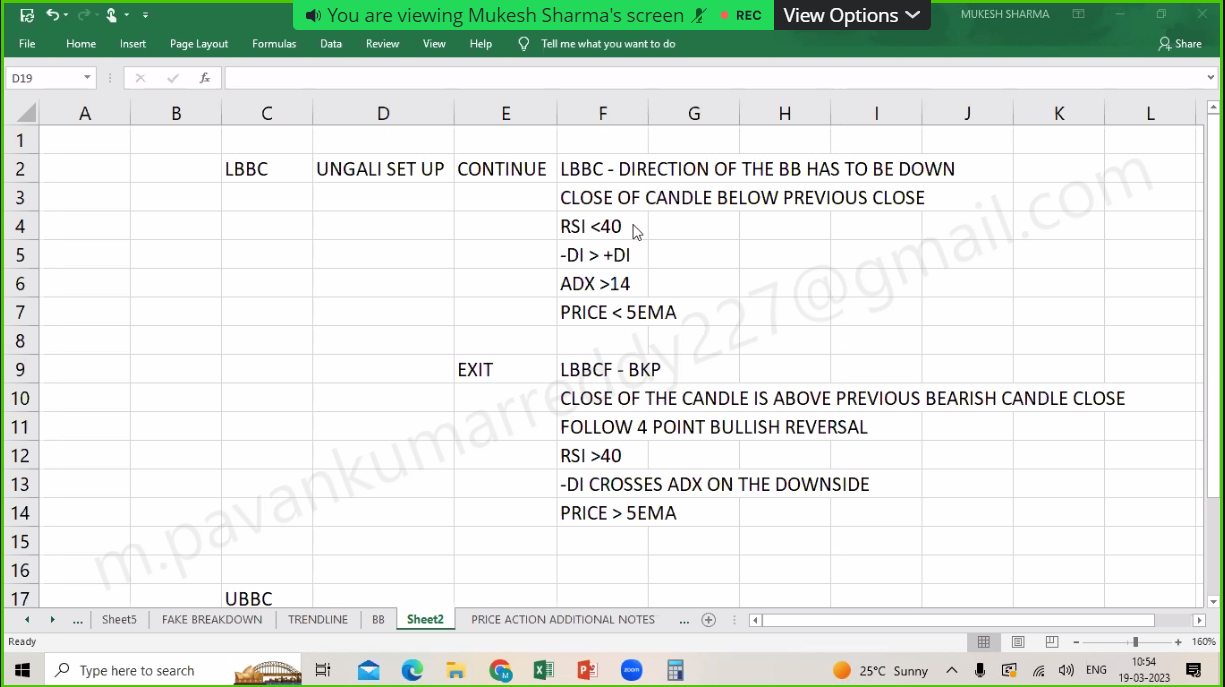 You are viewing Mukesh Sharma's screen REC View Options MUKESH SHARMA
File Home Insert Page Layout Formulas Data Review View Help Tell me what you want to do Share
D19 fx
A B C D E F G H I J K L
1
2 LBBC UNGALI SET UP CONTINUE LBBC - DIRECTION OF THE BB HAS TO BE DOWN
3 CLOSE OF CANDLE BELOW PREVIOUS CLOSE
4 RSI <40
5 -DI > +DI
6 ADX >14
7 PRICE < 5EMA
8
9 EXIT LBBCF - BKP
10 CLOSE OF THE CANDLE IS ABOVE PREVIOUS BEARISH CANDLE CLOSE
11 FOLLOW 4 POINT BULLISH REVERSAL
12 RSI >40
13 -DI CROSSES ADX ON THE DOWNSIDE
14 PRICE > 5EMA
15
16
17 UBBC
m.pavankumarreddy227@gmail.com
... Sheet5 FAKE BREAKDOWN TRENDLINE BB Sheet2 PRICE ACTION ADDITIONAL NOTES ...
Ready 160%
Type here to search zoom 25°C Sunny ENG 10:54
19-03-2023